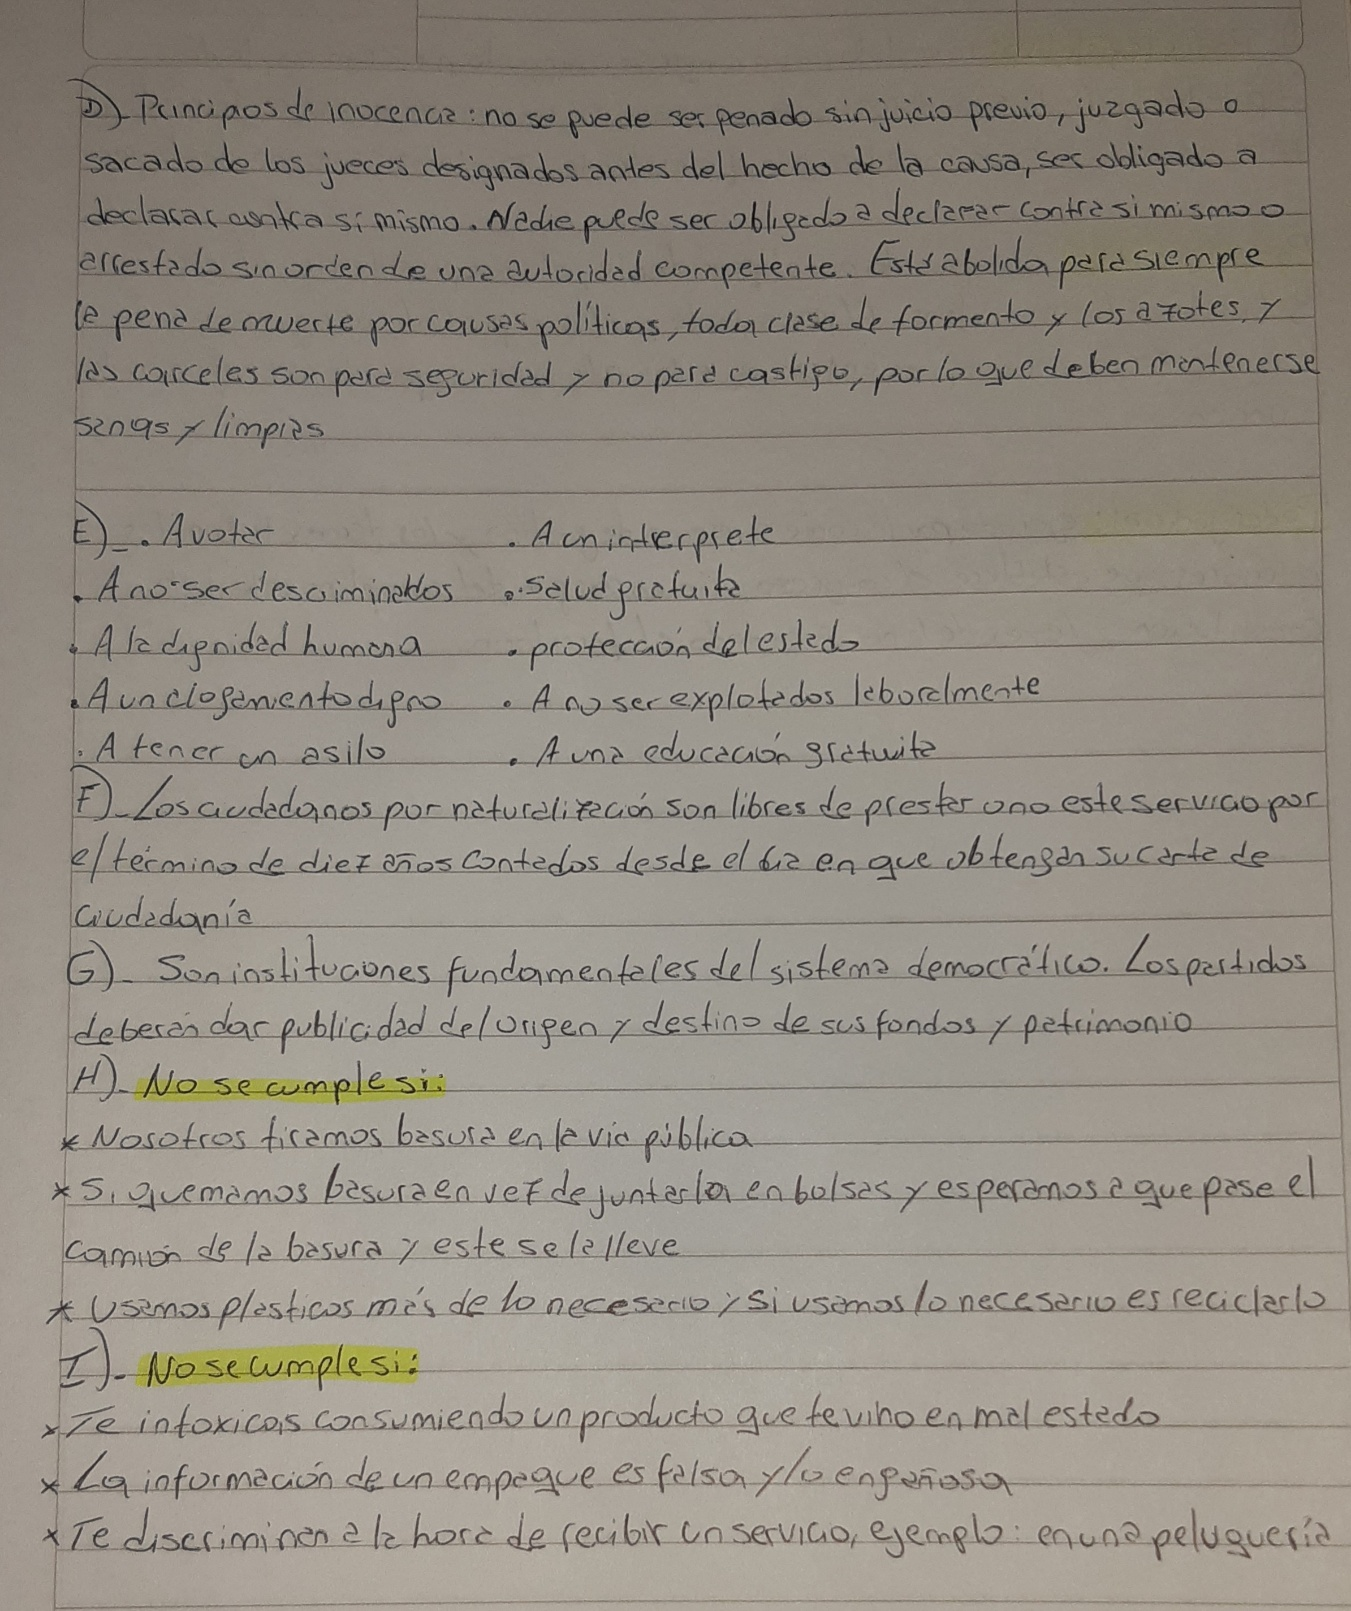 D)_ Principios de inocencia: no se puede ser penado sin juicio previo, juzgado o
sacado de los jueces designados antes del hecho de la causa, ser obligado a
declarar contra si mismo. Nadie puede ser obligado a declarar contra si mismo o
arrestado sin orden de una autoridad competente. Está abolida para siempre
la pena de muerte por causas políticas, toda clase de formento y los azotes, y
las carceles son para seguridad y no para castigo, por lo que deben mantenerse
sanas y limpias
E)_ . A votar . A un interprete
. A no ser descriminados . Salud gratuita
. A la dignidad humana . protección del estado
. A un alojamiento digno . A no ser explotados laboralmente
. A tener un asilo . A una educación gratuita
F)_ Los ciudadanos por naturalización son libres de prestar o no este servicio por
el término de diez años contados desde el día en que obtengan su carta de
ciudadanía
G)_ Son instituciones fundamentales del sistema democrático. Los partidos
deberán dar publicidad del origen y destino de sus fondos y patrimonio
H)_ No se cumple si:
* Nosotros tiramos basura en la via pública
* Si quemamos basura en vez de juntarla en bolsas y esperamos a que pase el
camión de la basura y este se la lleve
* Usamos plasticos más de lo necesario y si usamos lo necesario es reciclarlo
I)_ No se cumple si:
* Te intoxicas consumiendo un producto que te vino en mal estado
* La información de un empaque es falsa y/o engañosa
* Te discriminan a la hora de recibir un servicio, ejemplo: en una peluquería